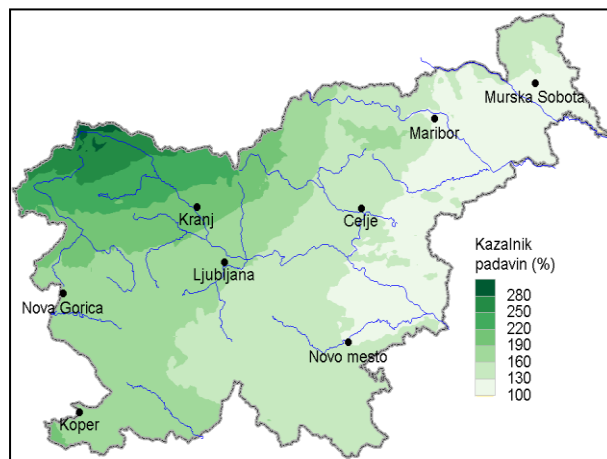 Murska Sobota
Maribor
Kranj
Celje
Ljubljana
Nova Gorica
Novo mesto
Koper
Kazalnik
padavin (%)
280
250
220
190
160
130
100